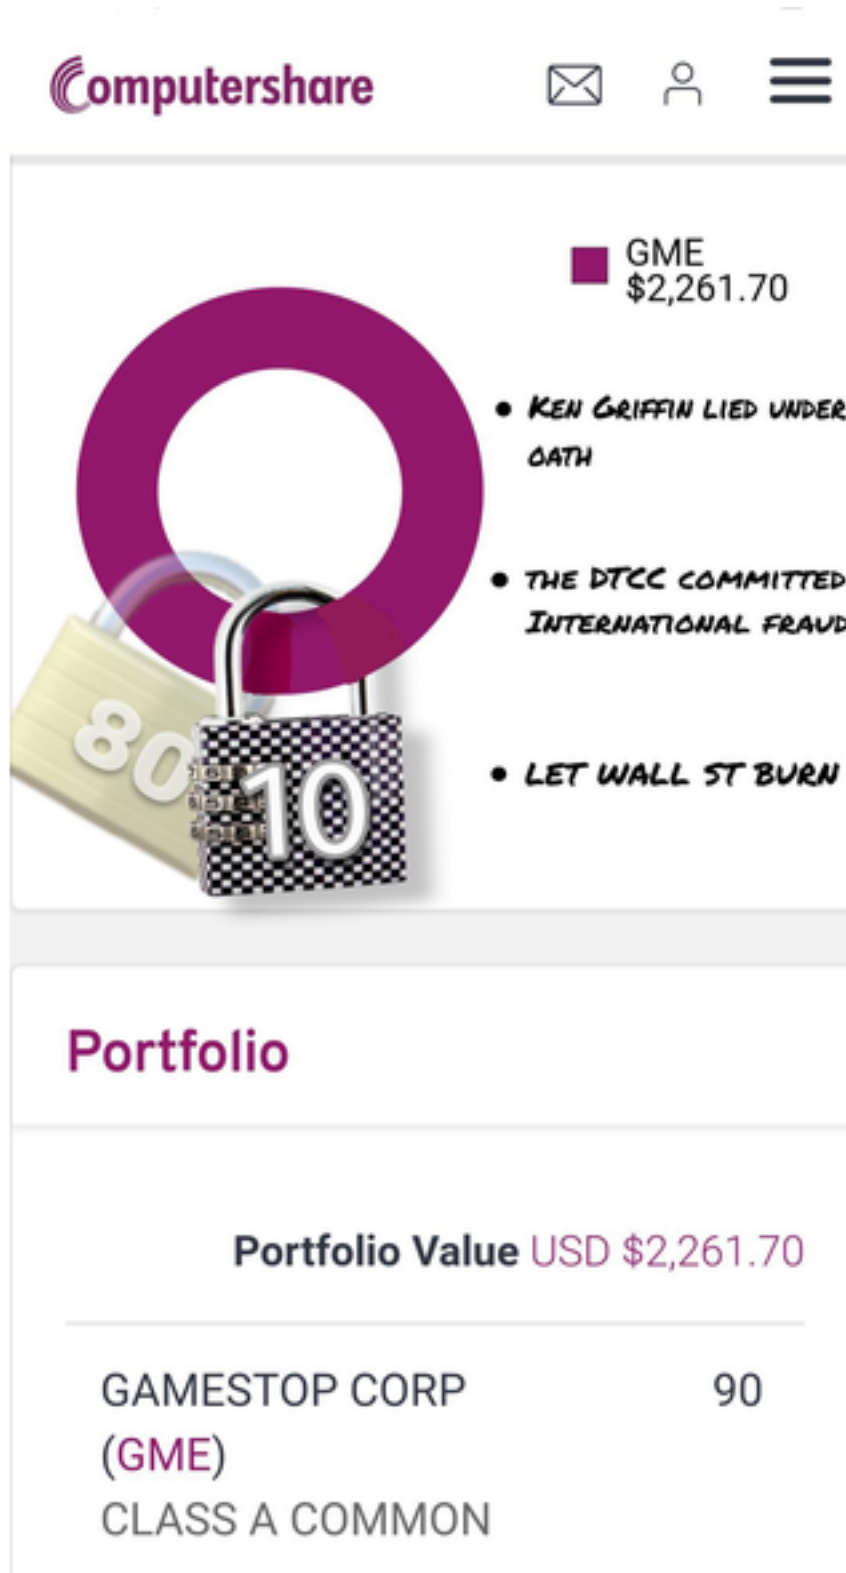 Computershare
GME
$2,261.70
• KEN GRIFFIN LIED UNDER
OATH
• THE DTCC COMMITTED
INTERNATIONAL FRAUD
• LET WALL ST BURN
80
10
Portfolio
Portfolio Value USD $2,261.70
GAMESTOP CORP 90
(GME)
CLASS A COMMON